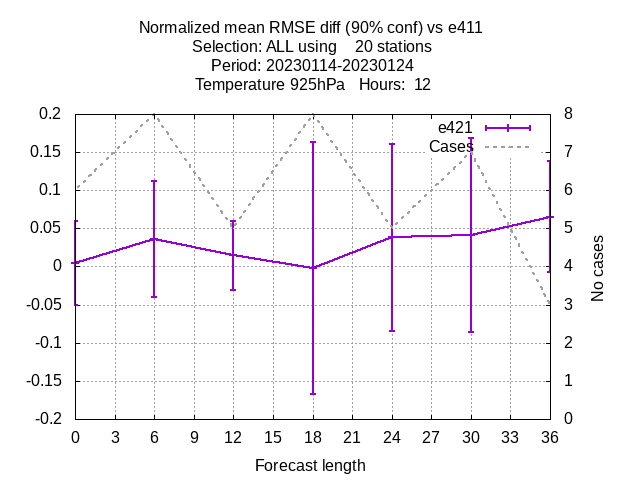 Normalized mean RMSE diff (90% conf) vs e411
Selection: ALL using    20 stations
Period: 20230114-20230124
Temperature 925hPa   Hours:  12
e421
Cases
0.2
0.15
0.1
0.05
0
-0.05
-0.1
-0.15
-0.2
8
7
6
5
4
3
2
1
0
No cases
0 3 6 9 12 15 18 21 24 27 30 33 36
Forecast length